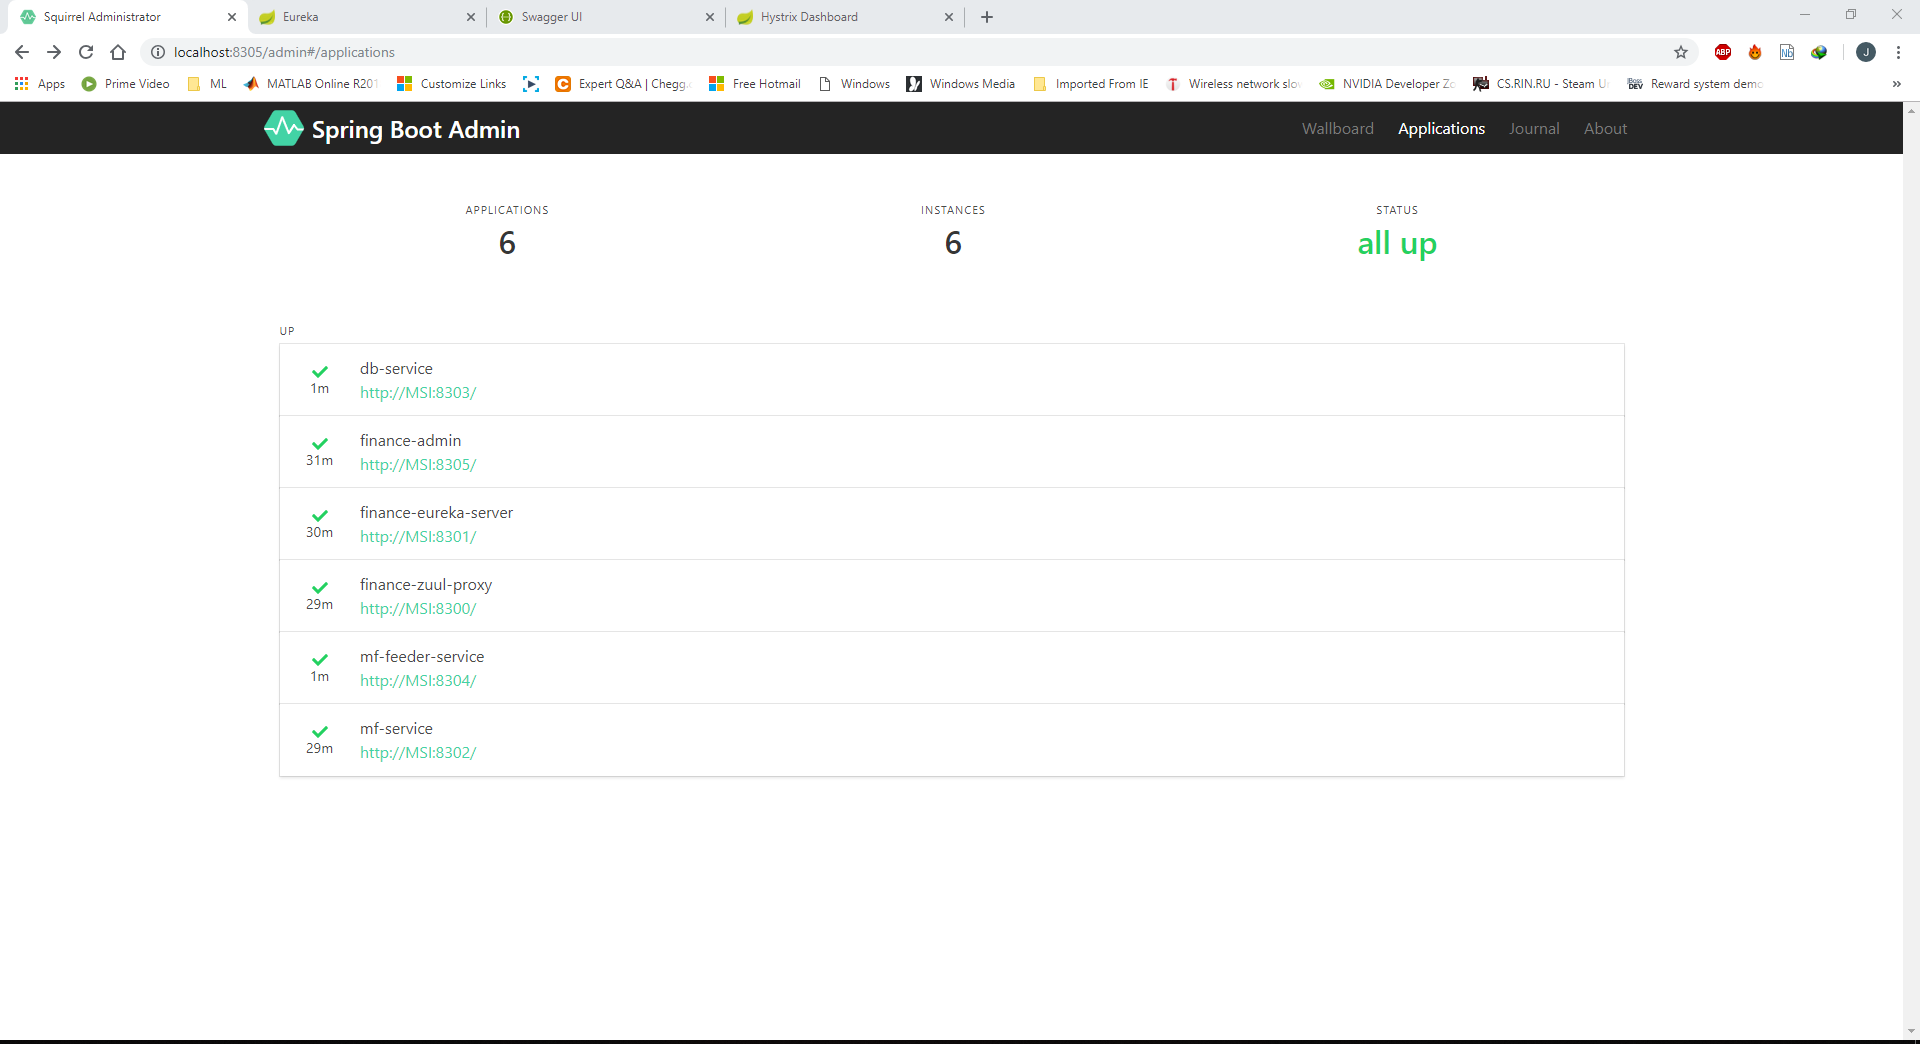 Squirrel Administrator
Eureka
Swagger UI
Hystrix Dashboard
localhost:8305/admin#/applications
ABP
J
Apps
Prime Video
ML
MATLAB Online R201
Customize Links
Expert Q&A | Chegg
Free Hotmail
Windows
Windows Media
Imported From IE
Wireless network slo
NVIDIA Developer Zo
CS.RIN.RU - Steam U
Reward system demo
»
Spring Boot Admin
Wallboard
Applications
Journal
About
APPLICATIONS
6
INSTANCES
6
STATUS
all up
UP
1m
db-service
http://MSI:8303/
31m
finance-admin
http://MSI:8305/
30m
finance-eureka-server
http://MSI:8301/
29m
finance-zuul-proxy
http://MSI:8300/
1m
mf-feeder-service
http://MSI:8304/
29m
mf-service
http://MSI:8302/